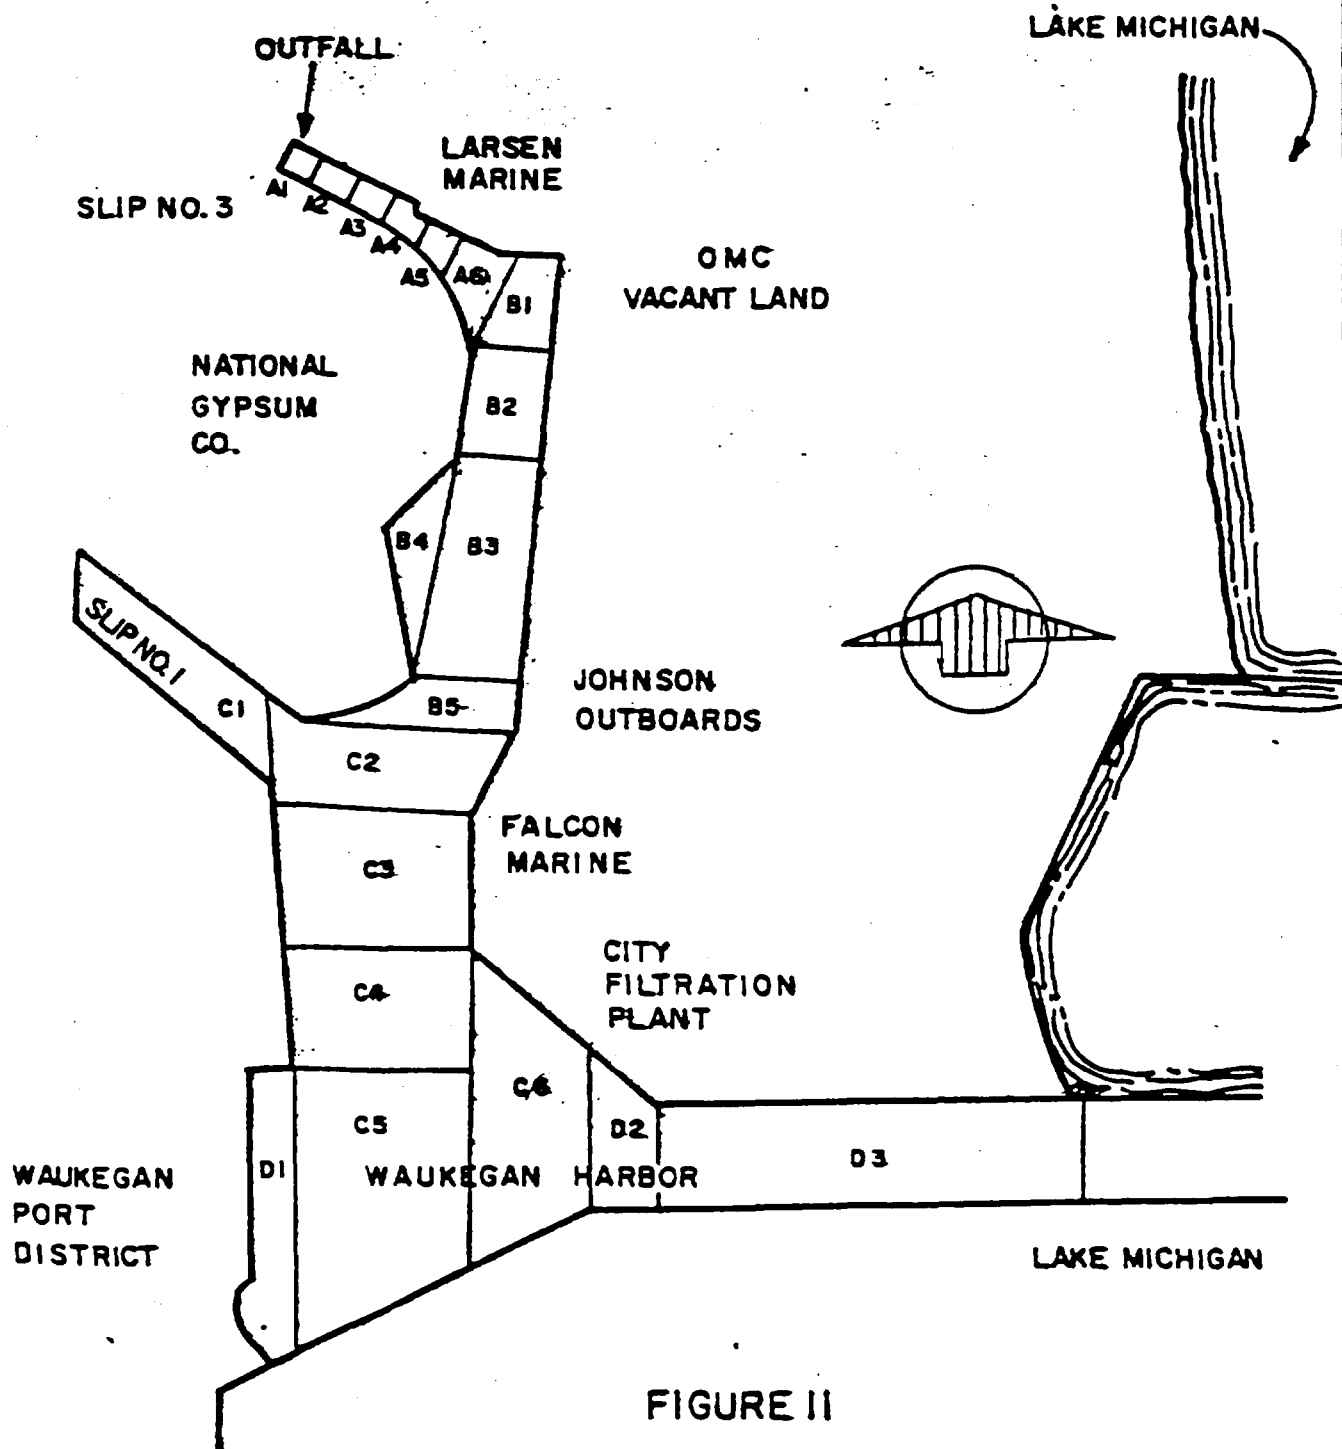 LAKE MICHIGAN
OUTFALL
LARSEN
MARINE
A1
A2
A3
A4
A5
A6
SLIP NO. 3
OMC
VACANT LAND
B1
NATIONAL
GYPSUM
CO.
B2
B4
B3
SLIP NO. 1
C1
B5
JOHNSON
OUTBOARDS
C2
FALCON
MARINE
C3
CITY
FILTRATION
PLANT
C4
C6
C5
D2
D3
D1
WAUKEGAN HARBOR
WAUKEGAN
PORT
DISTRICT
LAKE MICHIGAN
FIGURE 11